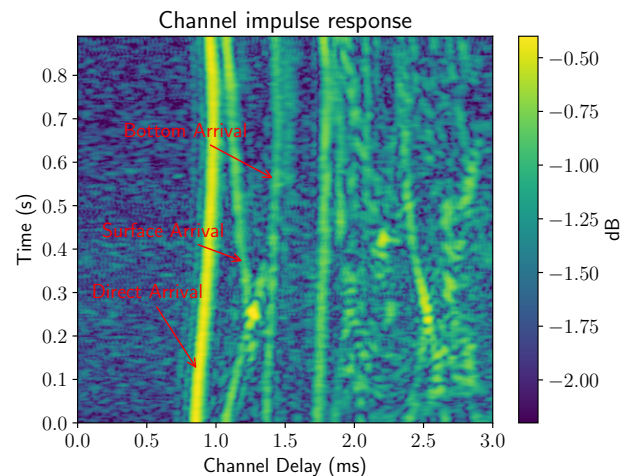 Channel impulse response
Bottom Arrival
Surface Arrival
Direct Arrival
Time (s)
0.8
0.7
0.6
0.5
0.4
0.3
0.2
0.1
0.0
0.0 0.5 1.0 1.5 2.0 2.5 3.0
Channel Delay (ms)
−0.50
−0.75
−1.00
−1.25
−1.50
−1.75
−2.00
dB